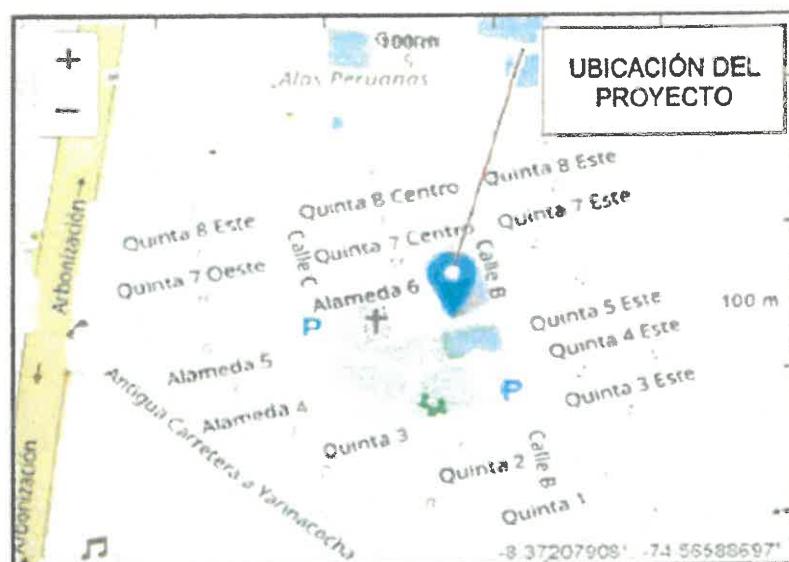 +
−
UBICACIÓN DEL
PROYECTO
Alas Peruanas
Quinta 8 Este
Quinta 8 Centro
Quinta 8 Este
Quinta 7 Este
Quinta 7 Centro
Quinta 7 Oeste
Arbonización
Calle C
Calle B
Alameda 6
P
Quinta 5 Este
100 m
Quinta 4 Este
Alameda 5
P
Quinta 3 Este
Alameda 4
Antigua Carretera a Yarinacocha
Quinta 3
Quinta 2
Calle B
Quinta 1
Arbonización
-8.37207908°, -74.56588697°